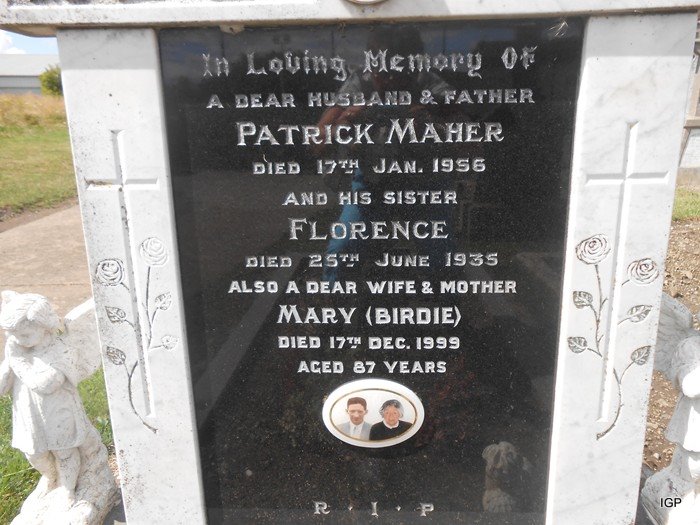 In Loving Memory Of
A DEAR HUSBAND & FATHER
PATRICK MAHER
DIED 17TH JAN. 1956
AND HIS SISTER
FLORENCE
DIED 25TH JUNE 1935
ALSO A DEAR WIFE & MOTHER
MARY (BIRDIE)
DIED 17TH DEC. 1999
AGED 87 YEARS
R · I · P
IGP